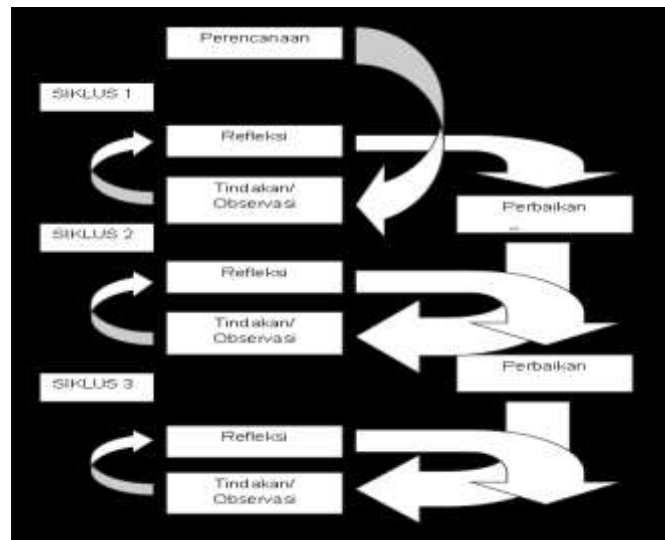 Perencanaan
SIKLUS 1
Refleksi
Tindakan/
Observasi
Perbaikan
SIKLUS 2
Refleksi
Tindakan/
Observasi
Perbaikan
SIKLUS 3
Refleksi
Tindakan/
Observasi